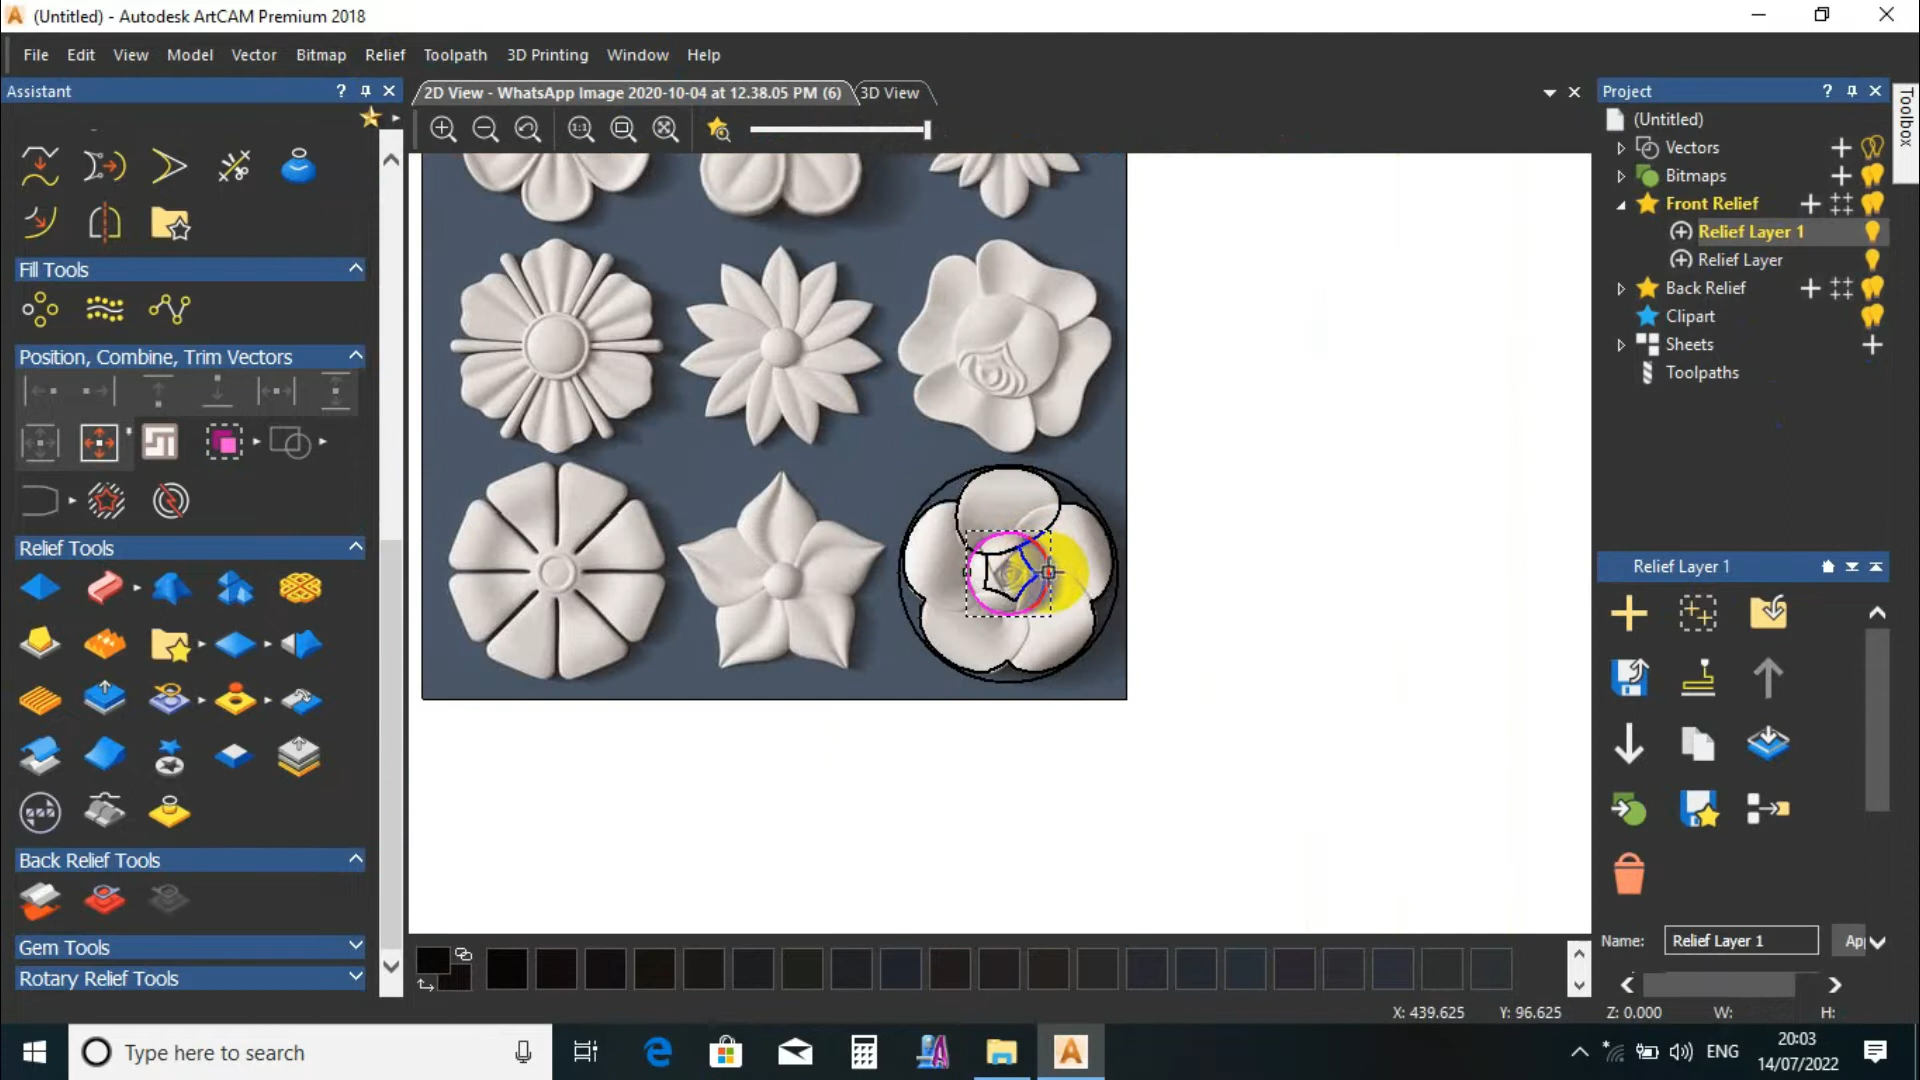 (Untitled) - Autodesk ArtCAM Premium 2018
File Edit View Model Vector Bitmap Relief Toolpath 3D Printing Window Help
Assistant ?
2D View - WhatsApp Image 2020-10-04 at 12.38.05 PM (6) 3D View
Project ?
Toolbox
1:1
(Untitled)
Vectors
Bitmaps
Front Relief
Relief Layer 1
Relief Layer
Back Relief
Clipart
Sheets
Toolpaths
Fill Tools
Position, Combine, Trim Vectors
Relief Tools
Back Relief Tools
Gem Tools
Rotary Relief Tools
Relief Layer 1
Name: Relief Layer 1 Ap
X: 439.625 Y: 96.625 Z: 0.000 W: H:
Type here to search
ENG
20:03
14/07/2022